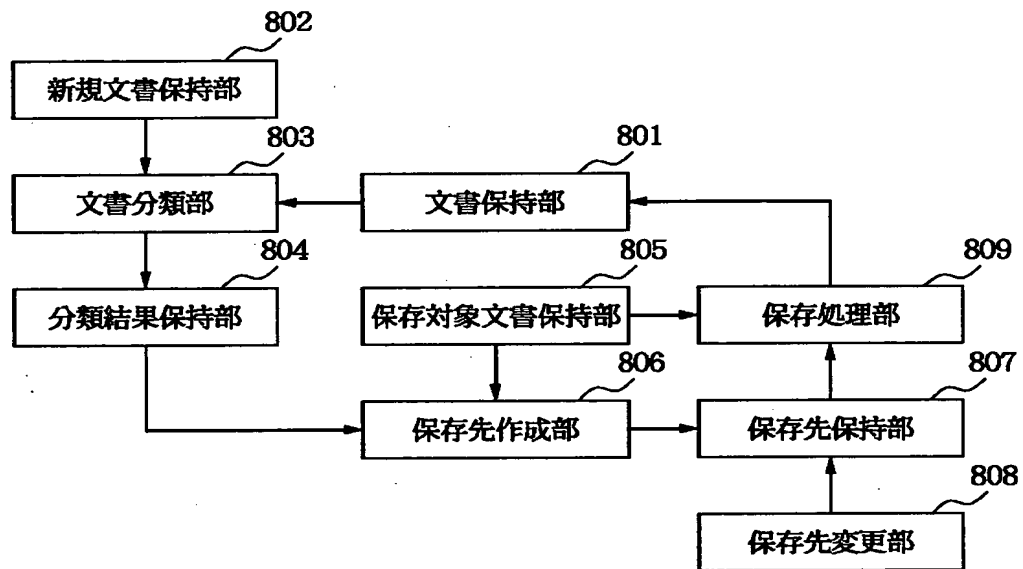 802
新規文書保持部
803
801
文書分類部
文書保持部
804
805
809
分類結果保持部
保存対象文書保持部
保存処理部
806
807
保存先作成部
保存先保持部
808
保存先変更部